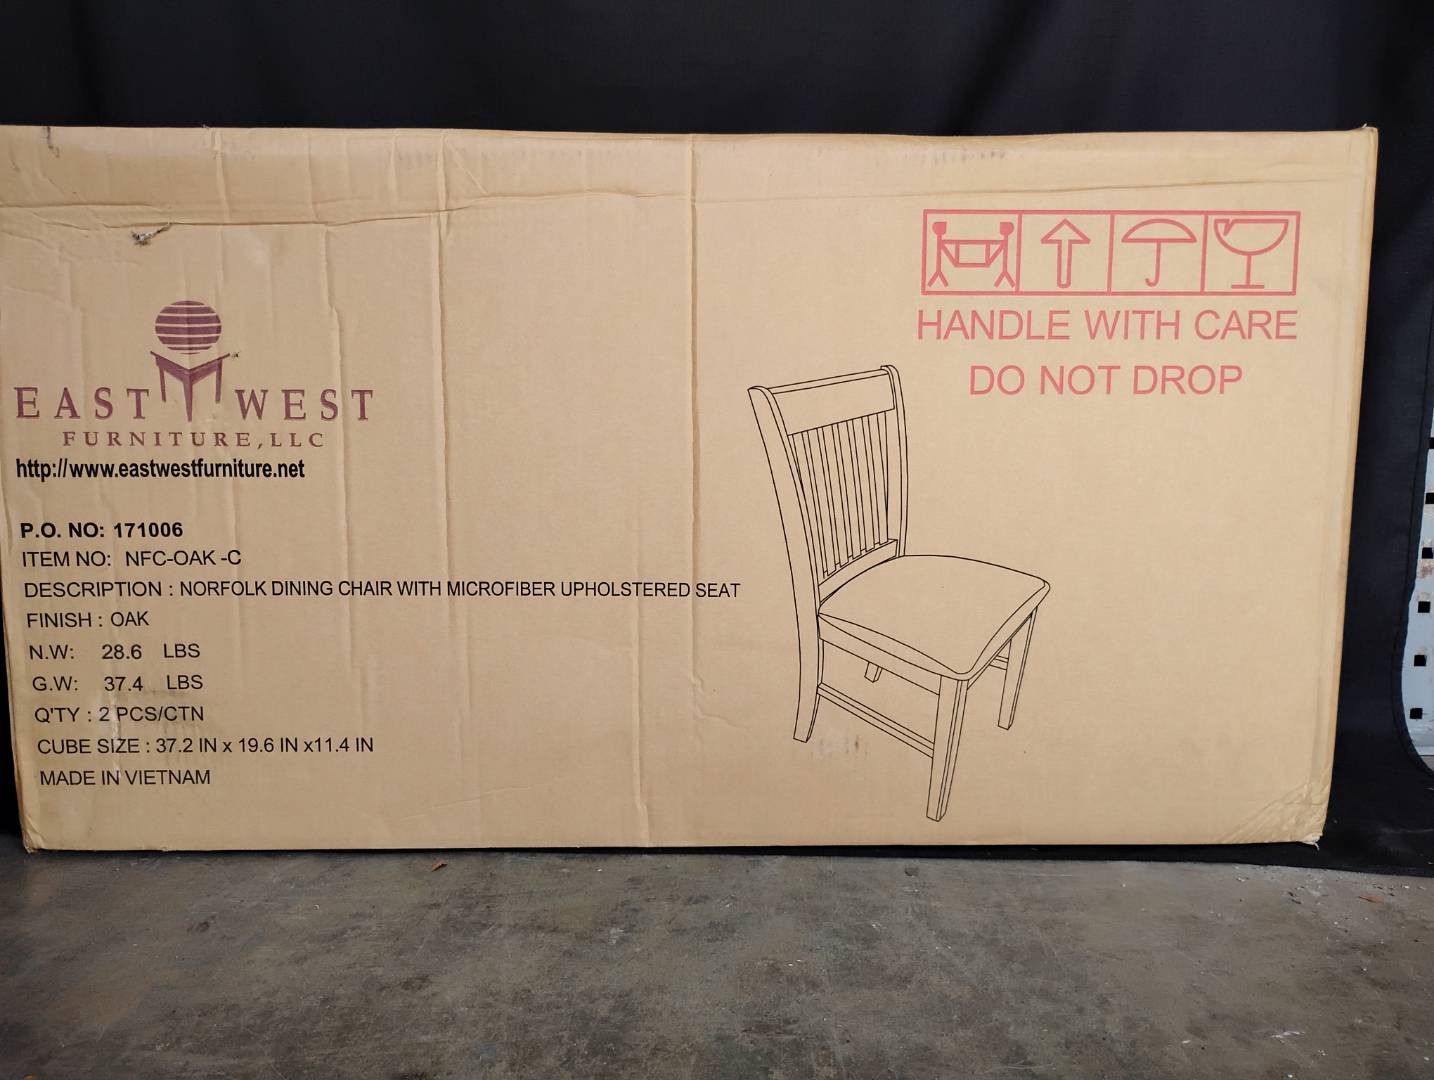 EAST WEST
FURNITURE, LLC
http://www.eastwestfurniture.net
P.O. NO: 171006
ITEM NO: NFC-OAK -C
DESCRIPTION : NORFOLK DINING CHAIR WITH MICROFIBER UPHOLSTERED SEAT
FINISH : OAK
N.W: 28.6 LBS
G.W: 37.4 LBS
Q'TY : 2 PCS/CTN
CUBE SIZE : 37.2 IN x 19.6 IN x11.4 IN
MADE IN VIETNAM
HANDLE WITH CARE
DO NOT DROP